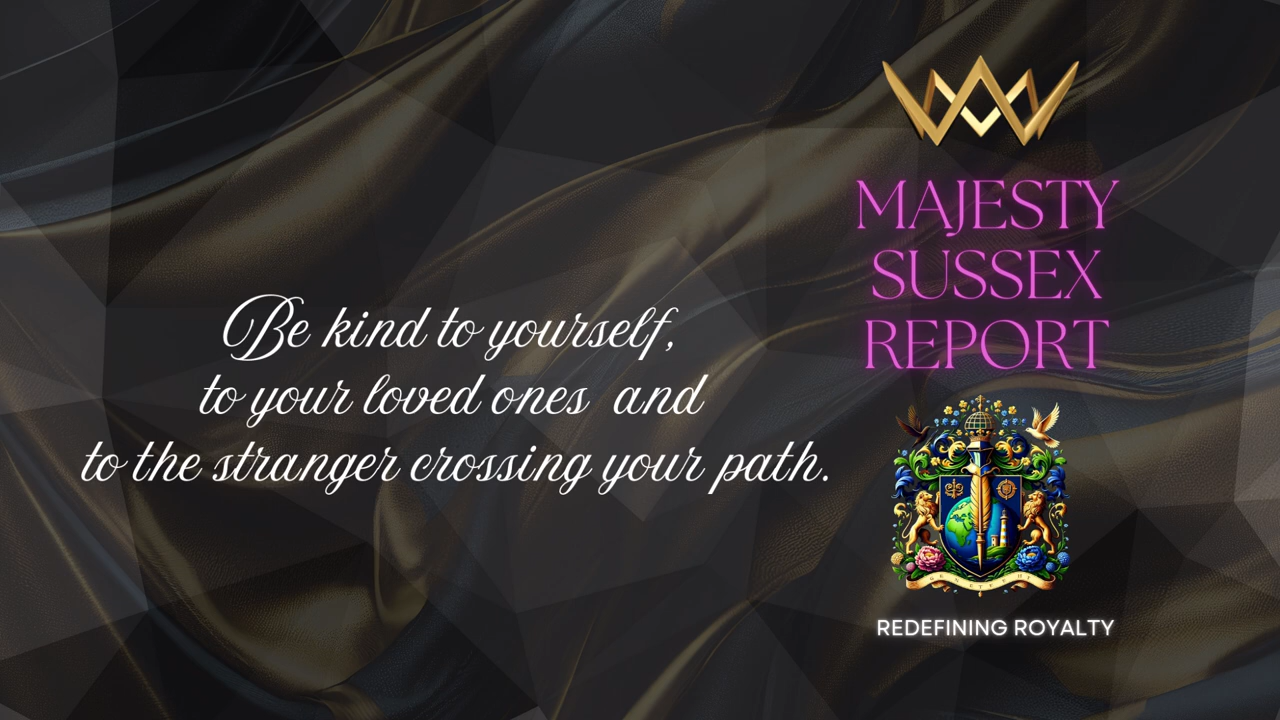 Be kind to yourself,
to your loved ones and
to the stranger crossing your path.
MAJESTY
SUSSEX
REPORT
REDEFINING ROYALTY